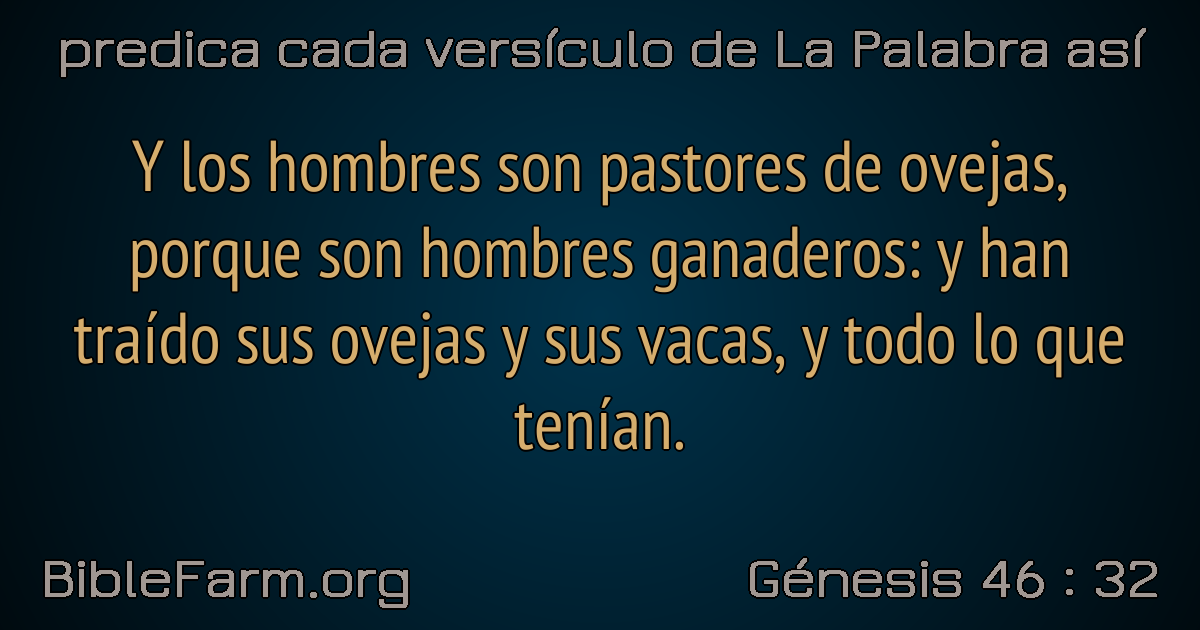 predica cada versículo de La Palabra así
Y los hombres son pastores de ovejas,
porque son hombres ganaderos: y han
traído sus ovejas y sus vacas, y todo lo que
tenían.
BibleFarm.org
Génesis 46 : 32